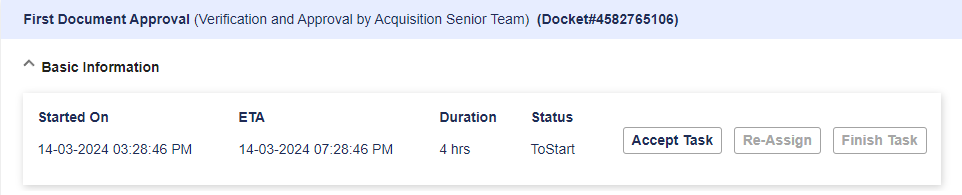 First Document Approval (Verification and Approval by Acquisition Senior Team) (Docket#4582765106)
Basic Information
Started On ETA Duration Status
14-03-2024 03:28:46 PM 14-03-2024 07:28:46 PM 4 hrs ToStart
Accept Task Re-Assign Finish Task